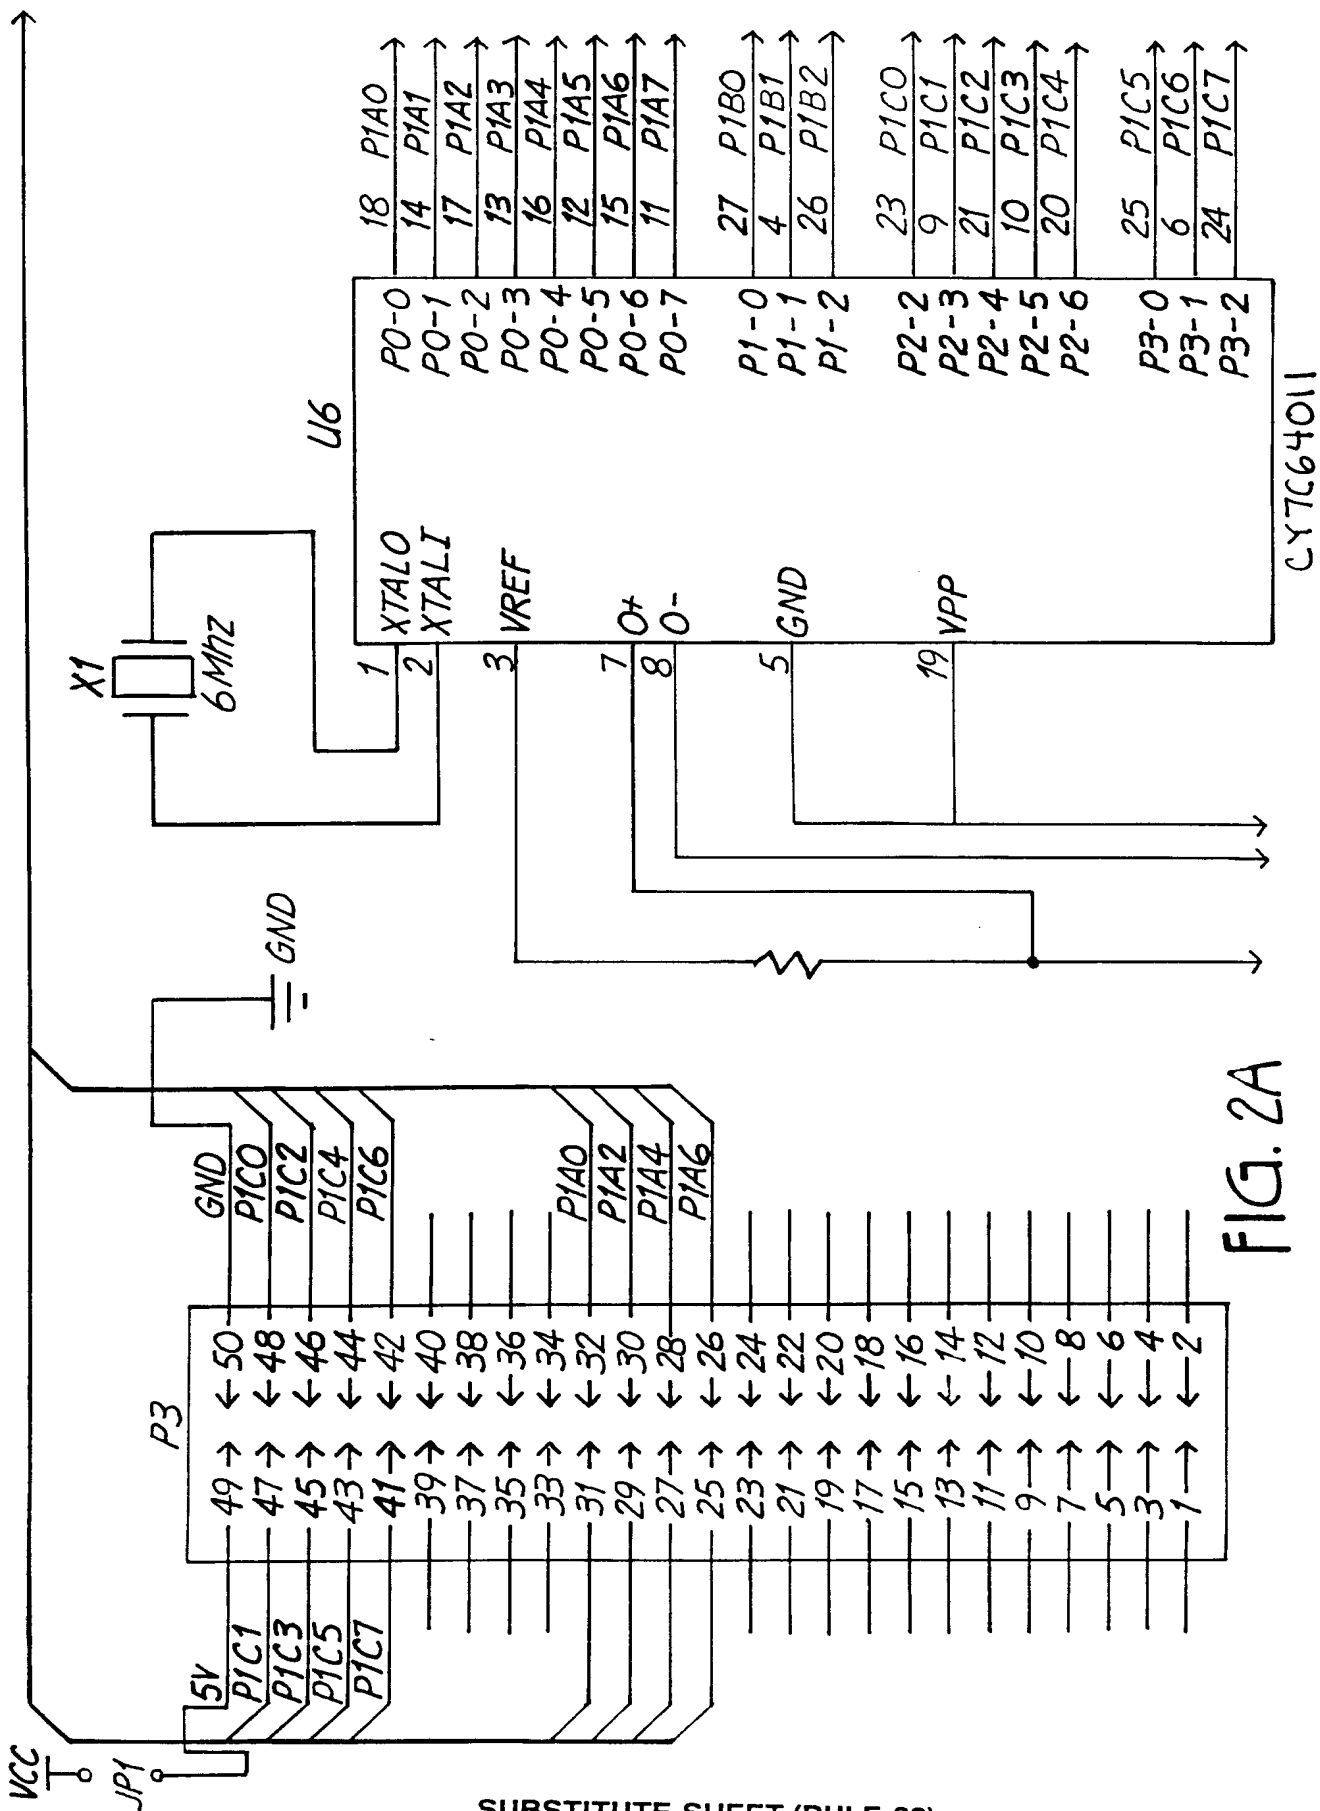 VCC
JP1
5V
P1C1
P1C3
P1C5
P1C7
P3
49 50
47 48
45 46
43 44
41 42
39 40
37 38
35 36
33 34
31 32
29 30
27 28
25 26
23 24
21 22
19 20
17 18
15 16
13 14
11 12
9 10
7 8
5 6
3 4
1 2
GND
P1C0
P1C2
P1C4
P1C6
P1A0
P1A2
P1A4
P1A6
GND
FIG. 2A
X1
6Mhz
U6
1 XTALO
2 XTALI
3 VREF
7 O+
8 O-
5 GND
19 VPP
P0-0 18 P1A0
P0-1 14 P1A1
P0-2 17 P1A2
P0-3 13 P1A3
P0-4 16 P1A4
P0-5 12 P1A5
P0-6 15 P1A6
P0-7 11 P1A7
P1-0 27 P1B0
P1-1 4 P1B1
P1-2 26 P1B2
P2-2 23 P1C0
P2-3 9 P1C1
P2-4 21 P1C2
P2-5 10 P1C3
P2-6 20 P1C4
P3-0 25 P1C5
P3-1 6 P1C6
P3-2 24 P1C7
CY7C64011